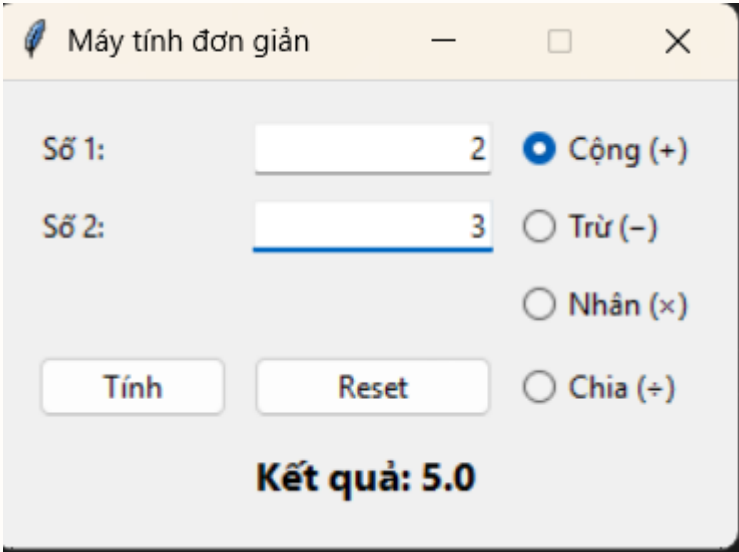 Máy tính đơn giản
Số 1: 2 Cộng (+)
Số 2: 3 Trừ (−)
Nhân (×)
Tính Reset Chia (÷)
Kết quả: 5.0